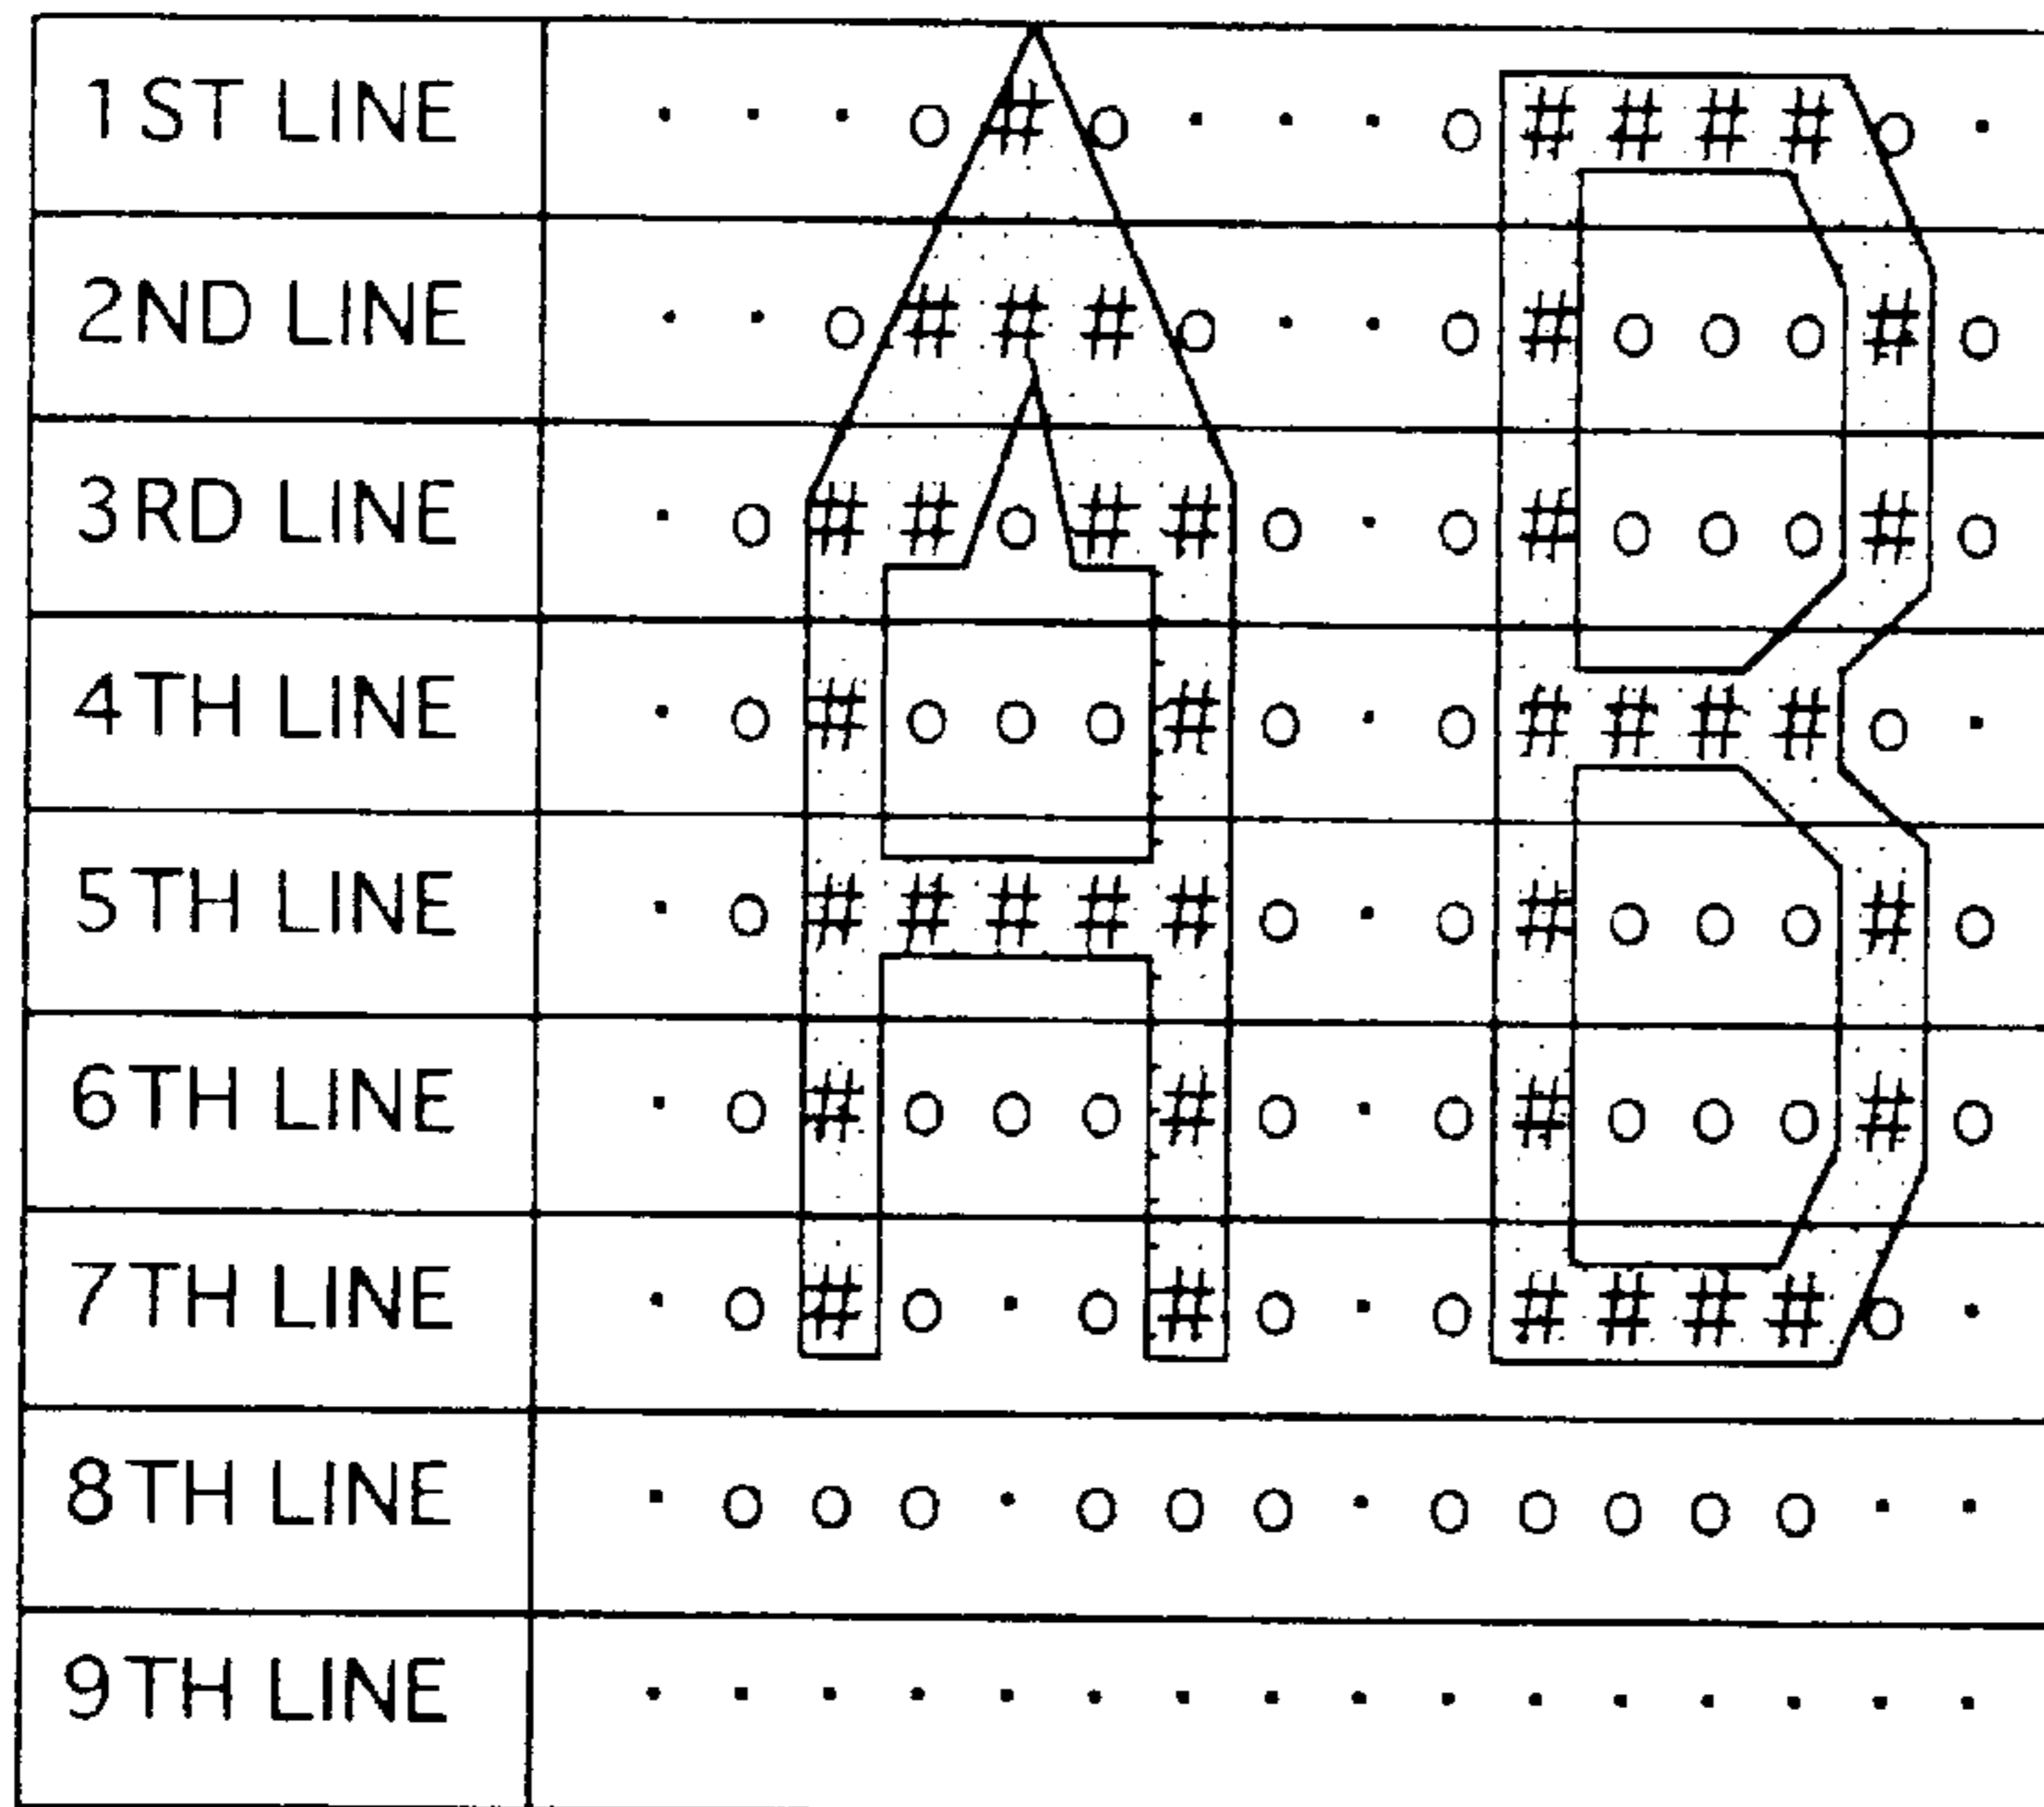 1ST LINE · · · o # o · · · o # # # # o ·
2ND LINE · · o # # # o · · o # o o o # o
3RD LINE · o # # o # # o · o # o o o # o
4TH LINE · o # o o o # o · o # # # # o ·
5TH LINE · o # # # # # o · o # o o o # o
6TH LINE · o # o o o # o · o # o o o # o
7TH LINE · o # o · o # o · o # # # # o ·
8TH LINE · o o o · o o o · o o o o o · ·
9TH LINE · · · · · · · · · · · · · · · ·